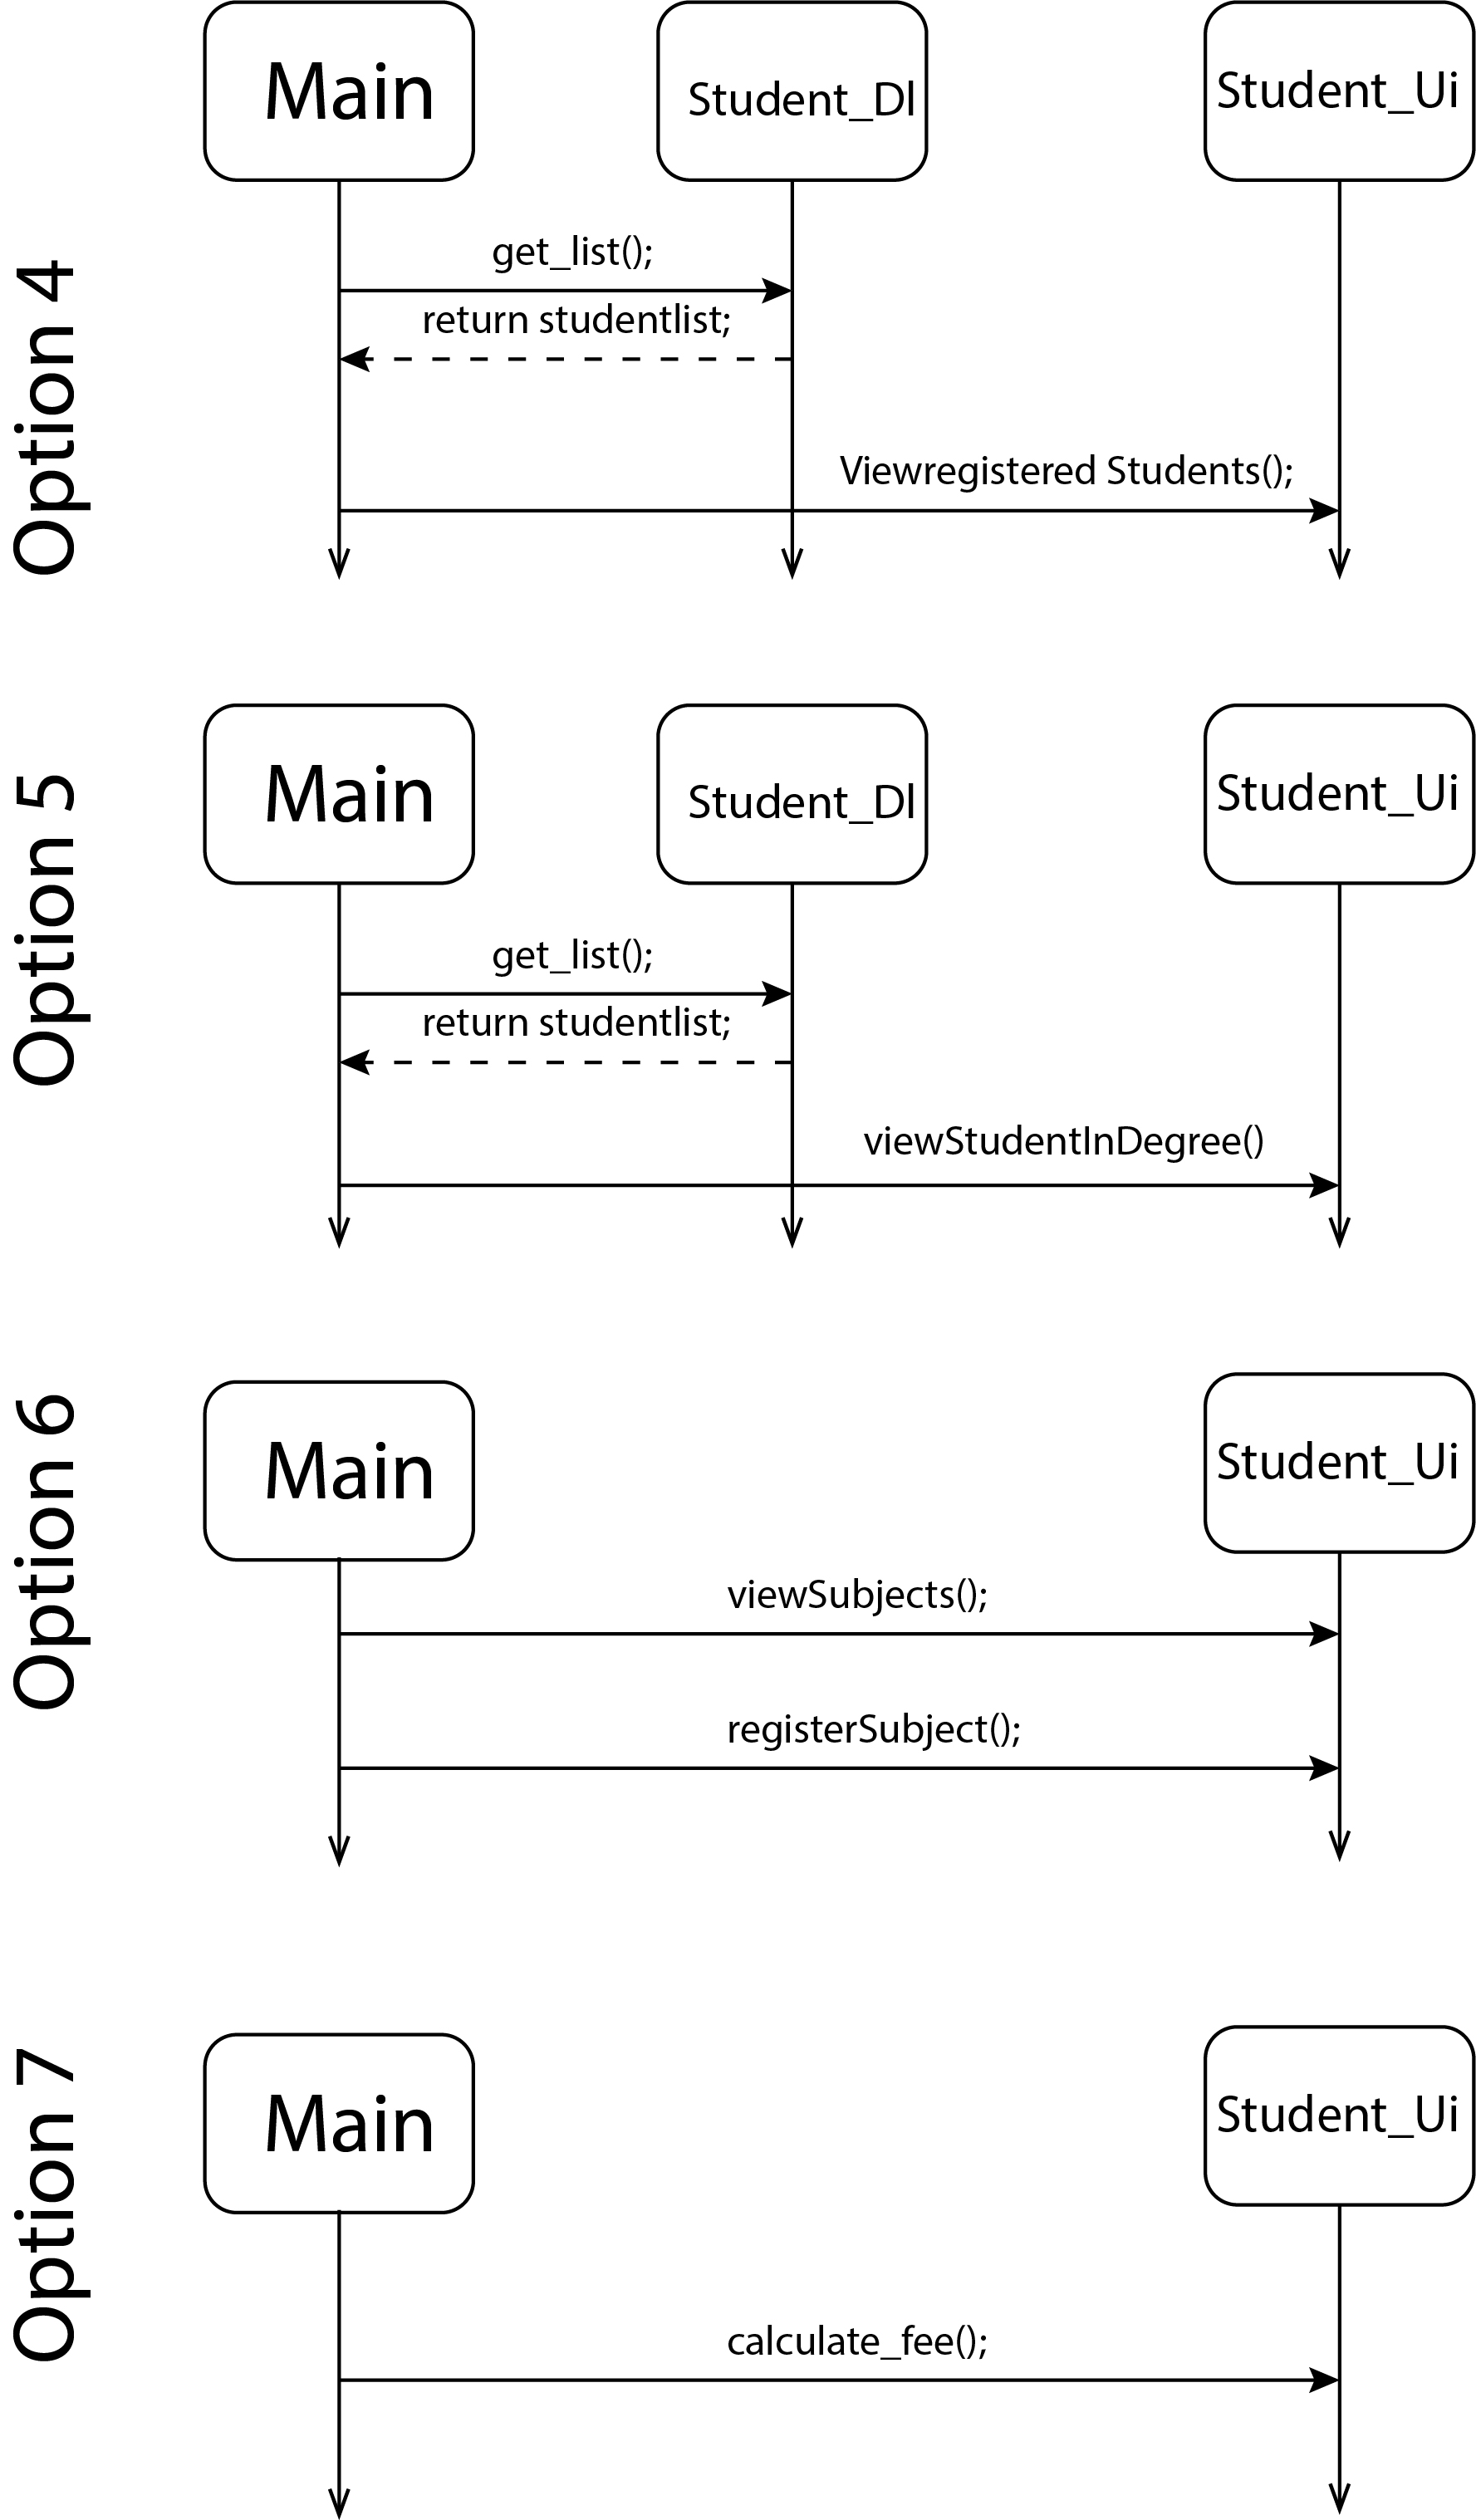 Option 4
Main
Student_Dl
Student_Ui
get_list();
return studentlist;
Viewregistered Students();
Option 5
Main
Student_Dl
Student_Ui
get_list();
return studentlist;
viewStudentInDegree()
Option 6
Main
Student_Ui
viewSubjects();
registerSubject();
Option 7
Main
Student_Ui
calculate_fee();